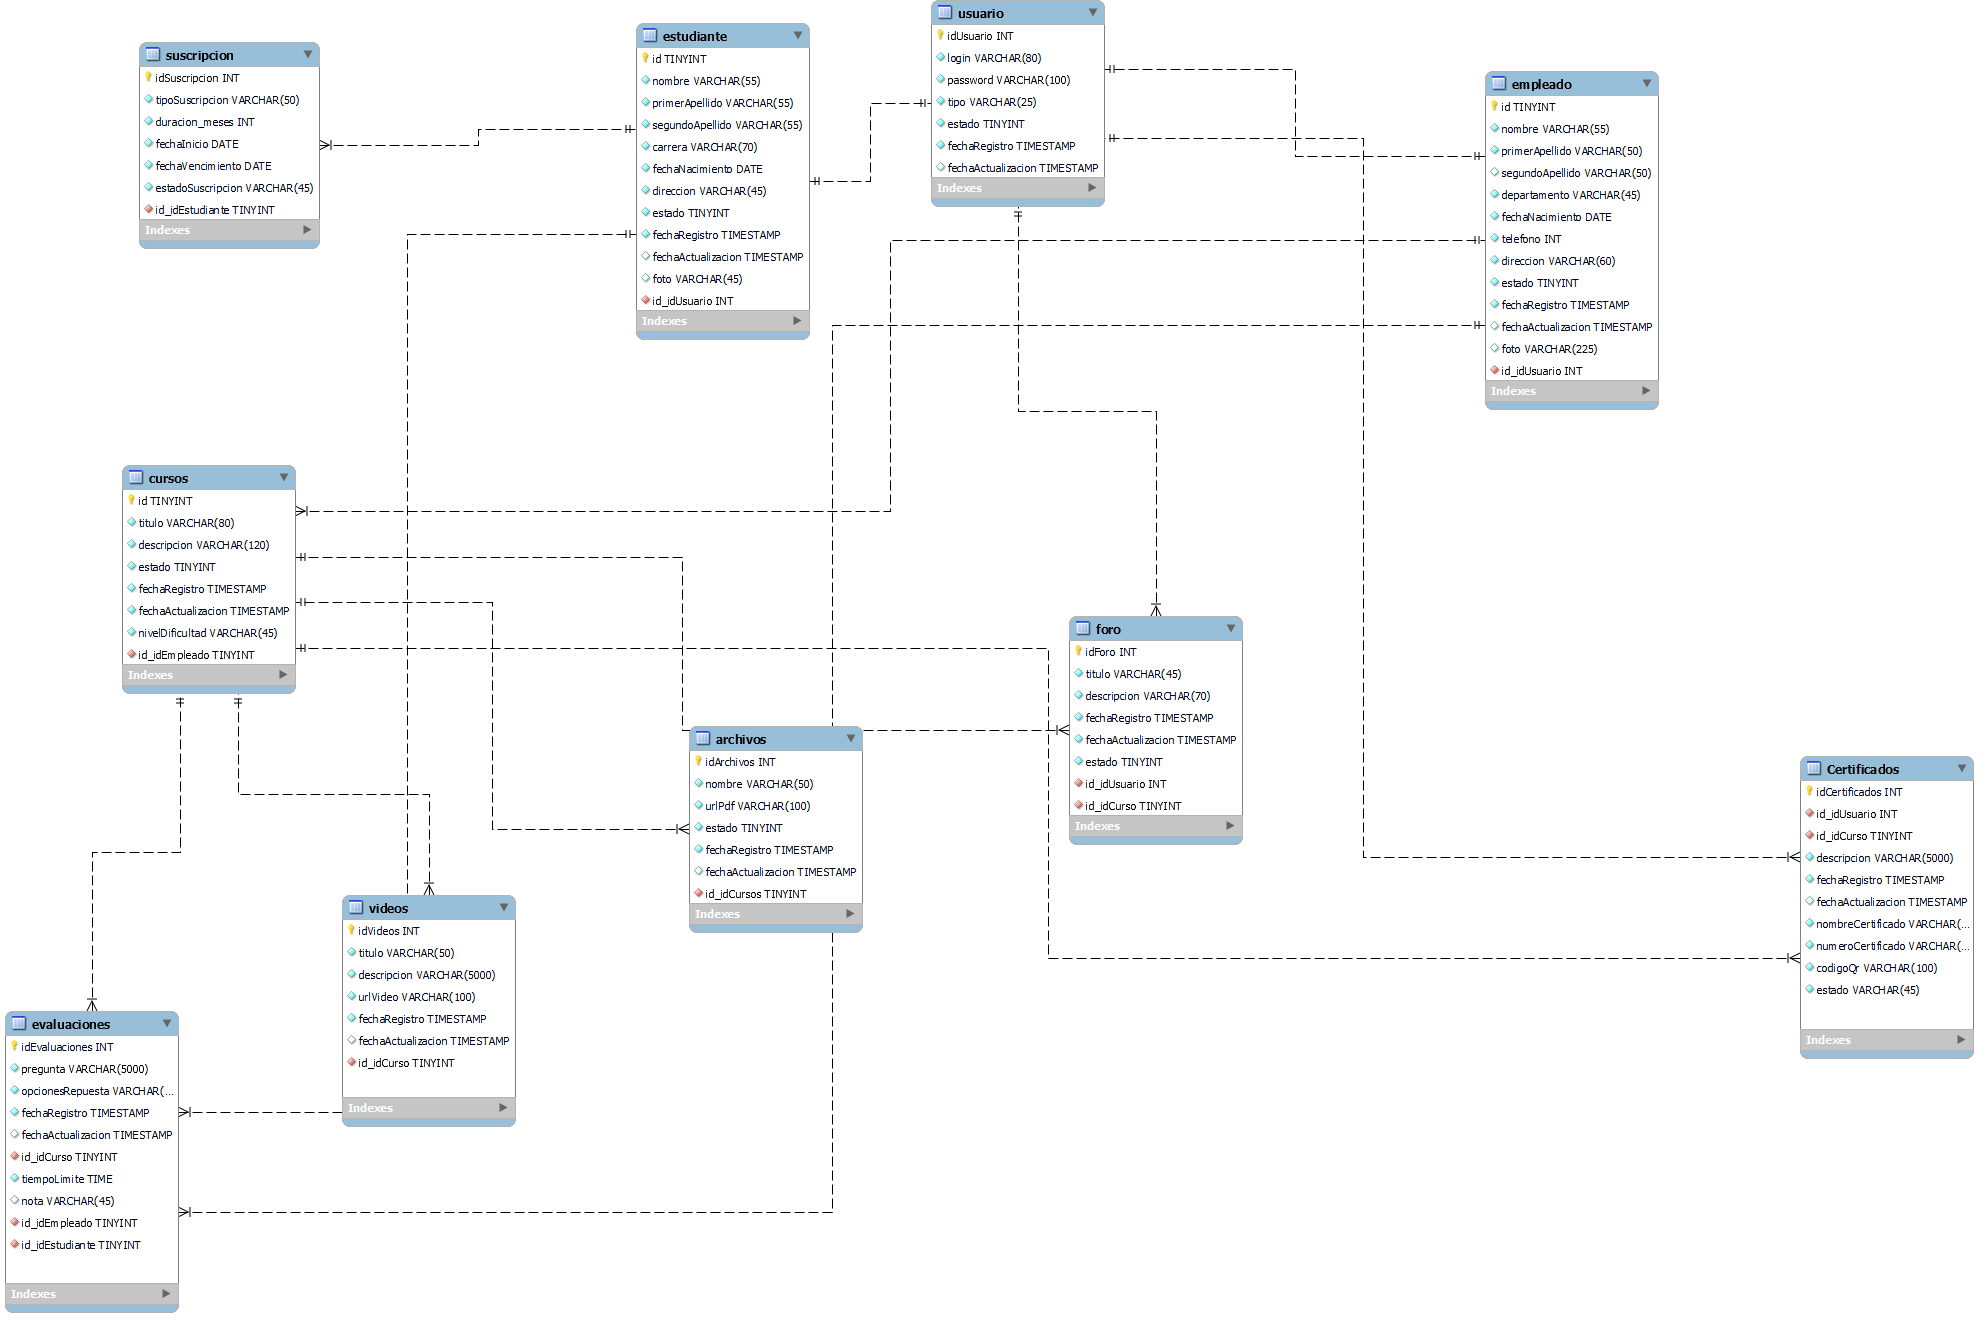 suscripcion
idSuscripcion INT
tipoSuscripcion VARCHAR(50)
duracion_meses INT
fechaInicio DATE
fechaVencimiento DATE
estadoSuscripcion VARCHAR(45)
id_idEstudiante TINYINT
Indexes
estudiante
id TINYINT
nombre VARCHAR(55)
primerApellido VARCHAR(55)
segundoApellido VARCHAR(55)
carrera VARCHAR(70)
fechaNacimiento DATE
direccion VARCHAR(45)
estado TINYINT
fechaRegistro TIMESTAMP
fechaActualizacion TIMESTAMP
foto VARCHAR(45)
id_idUsuario INT
Indexes
usuario
idUsuario INT
login VARCHAR(80)
password VARCHAR(100)
tipo VARCHAR(25)
estado TINYINT
fechaRegistro TIMESTAMP
fechaActualizacion TIMESTAMP
Indexes
empleado
id TINYINT
nombre VARCHAR(55)
primerApellido VARCHAR(50)
segundoApellido VARCHAR(50)
departamento VARCHAR(45)
fechaNacimiento DATE
telefono INT
direccion VARCHAR(60)
estado TINYINT
fechaRegistro TIMESTAMP
fechaActualizacion TIMESTAMP
foto VARCHAR(225)
id_idUsuario INT
Indexes
cursos
id TINYINT
titulo VARCHAR(80)
descripcion VARCHAR(120)
estado TINYINT
fechaRegistro TIMESTAMP
fechaActualizacion TIMESTAMP
nivelDificultad VARCHAR(45)
id_idEmpleado TINYINT
Indexes
foro
idForo INT
titulo VARCHAR(45)
descripcion VARCHAR(70)
fechaRegistro TIMESTAMP
fechaActualizacion TIMESTAMP
estado TINYINT
id_idUsuario INT
id_idCurso TINYINT
Indexes
archivos
idArchivos INT
nombre VARCHAR(50)
urlPdf VARCHAR(100)
estado TINYINT
fechaRegistro TIMESTAMP
fechaActualizacion TIMESTAMP
id_idCursos TINYINT
Indexes
Certificados
idCertificados INT
id_idUsuario INT
id_idCurso TINYINT
descripcion VARCHAR(5000)
fechaRegistro TIMESTAMP
fechaActualizacion TIMESTAMP
nombreCertificado VARCHAR(...
numeroCertificado VARCHAR(...
codigoQr VARCHAR(100)
estado VARCHAR(45)
Indexes
videos
idVideos INT
titulo VARCHAR(50)
descripcion VARCHAR(5000)
urlVideo VARCHAR(100)
fechaRegistro TIMESTAMP
fechaActualizacion TIMESTAMP
id_idCurso TINYINT
Indexes
evaluaciones
idEvaluaciones INT
pregunta VARCHAR(5000)
opcionesRepuesta VARCHAR(...
fechaRegistro TIMESTAMP
fechaActualizacion TIMESTAMP
id_idCurso TINYINT
tiempoLimite TIME
nota VARCHAR(45)
id_idEmpleado TINYINT
id_idEstudiante TINYINT
Indexes